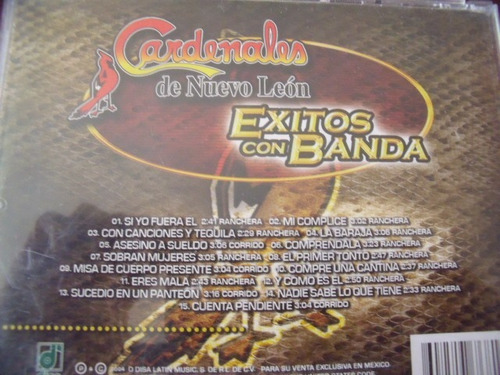 Cardenales
de Nuevo León
EXITOS
CON BANDA
01. SI YO FUERA EL 2:41 RANCHERA 02. MI COMPLICE 3:02 RANCHERA
03. CON CANCIONES Y TEQUILA 2:29 RANCHERA 04. LA BARAJA 3:06 RANCHERA
05. ASESINO A SUELDO 3:06 CORRIDO 06. COMPRENDALA 3:23 RANCHERA
07. SOBRAN MUJERES 3:05 RANCHERA 08. EL PRIMER TONTO 2:47 RANCHERA
09. MISA DE CUERPO PRESENTE 3:04 CORRIDO 10. COMPRE UNA CANTINA 2:37 RANCHERA
11. ERES MALA 2:43 RANCHERA 12. Y COMO ES EL 2:50 RANCHERA
13. SUCEDIO EN UN PANTEÓN 3:16 CORRIDO 14. NADIE SABE LO QUE TIENE 2:33 RANCHERA
15. CUENTA PENDIENTE 3:04 CORRIDO
DISA LATIN MUSIC, S. DE R.L. DE C.V. PARA SU VENTA EXCLUSIVA EN MEXICO.